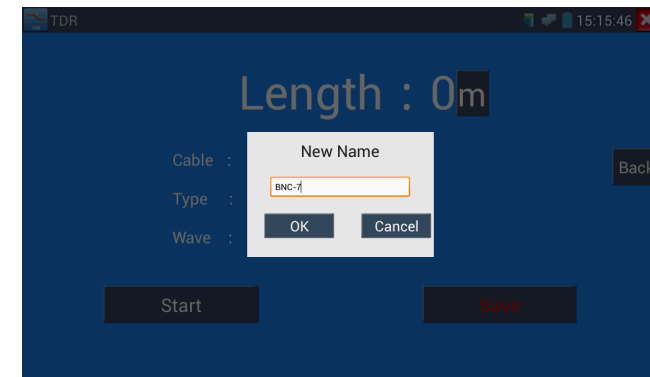 TDR 15:15:46
Length : 0m
New Name
Cable :
BNC-7
Back
Type :
OK Cancel
Wave :
Start Save